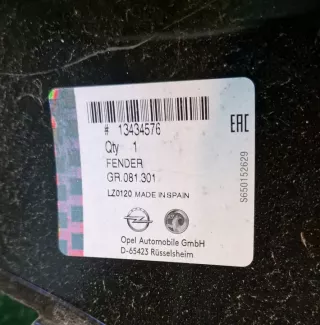 # 13434576
Qty 1
FENDER
GR.081.301
LZ0120 MADE IN SPAIN
Opel Automobile GmbH
D-65423 Rüsselsheim
EAC
S650152629